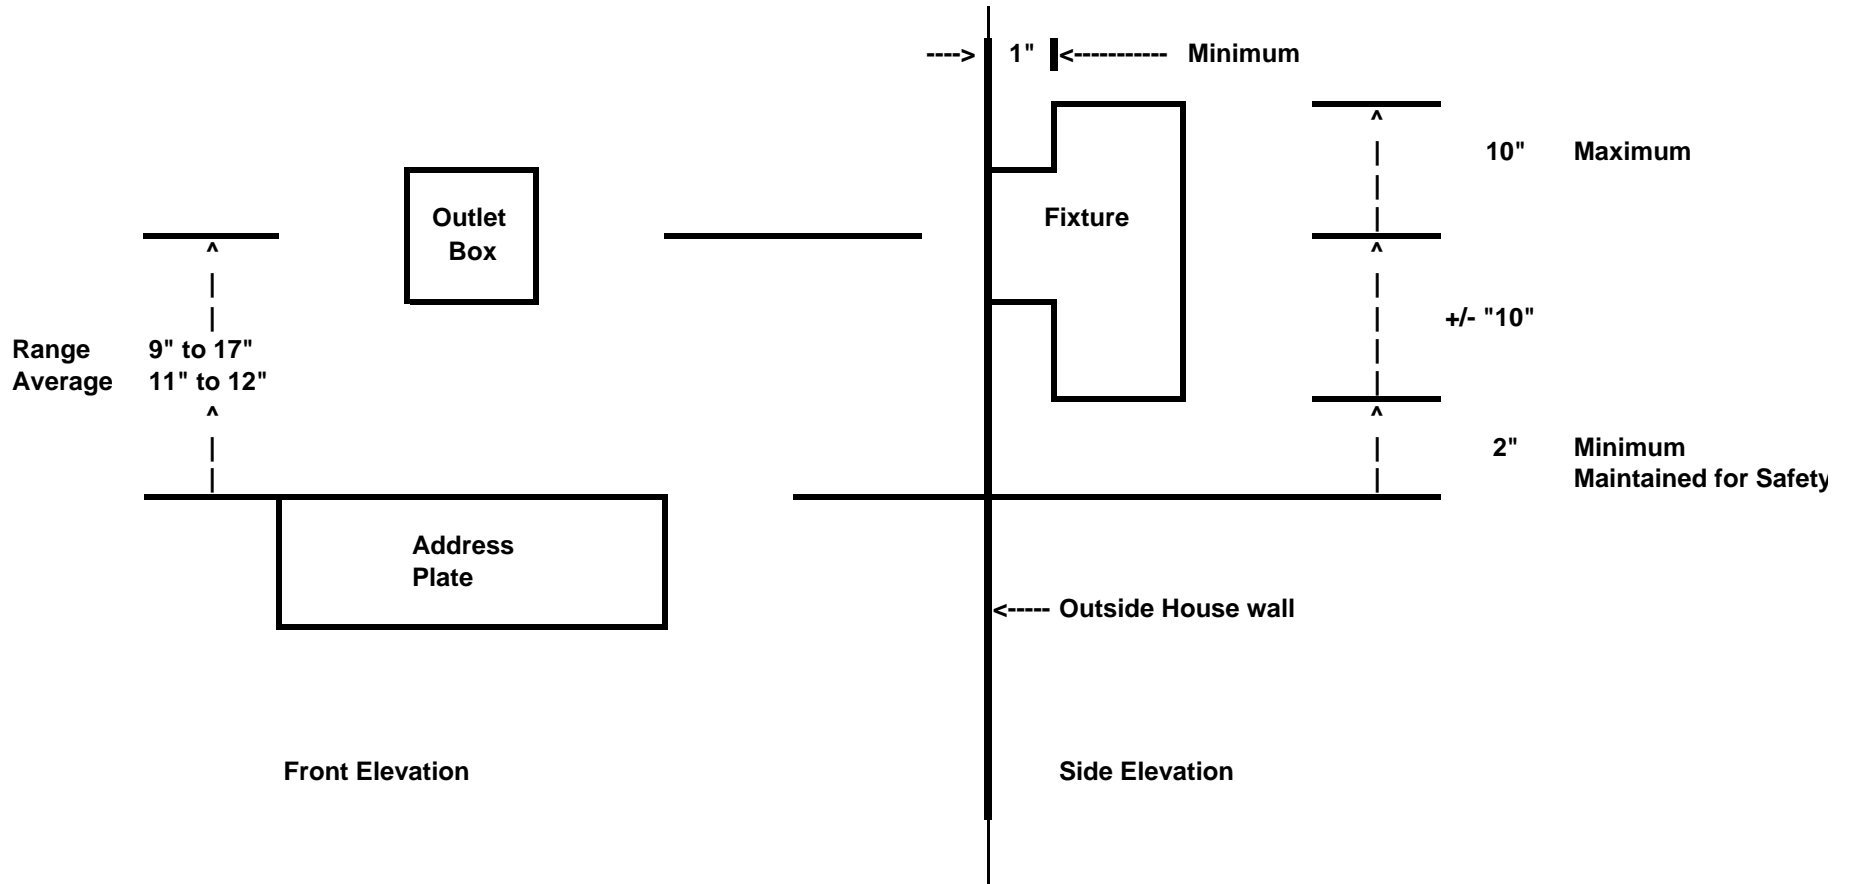 ----> 1" <----------- Minimum
10" Maximum
Outlet
Box
Fixture
+/- "10"
Range 9" to 17"
Average 11" to 12"
2" Minimum
Maintained for Safety
Address
Plate
<----- Outside House wall
Front Elevation
Side Elevation